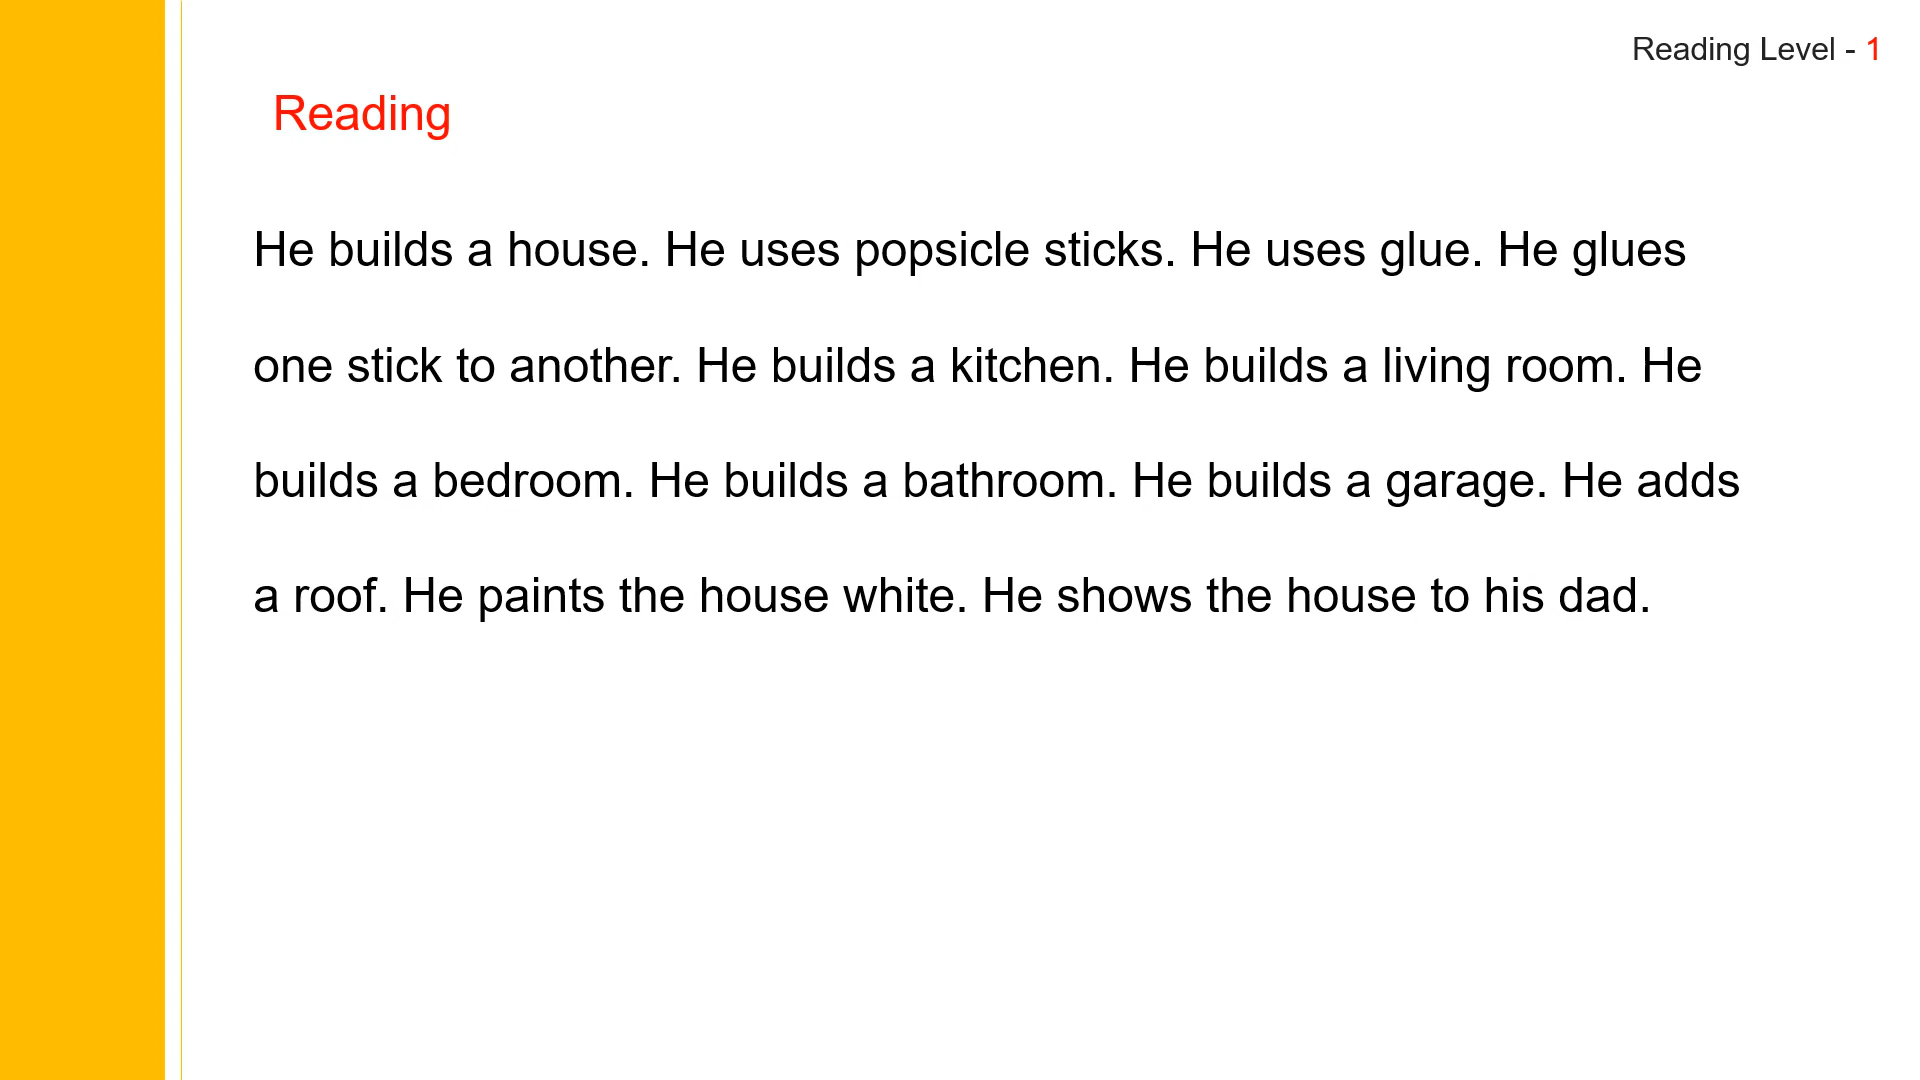 Reading Level - 1
Reading
He builds a house. He uses popsicle sticks. He uses glue. He glues
one stick to another. He builds a kitchen. He builds a living room. He
builds a bedroom. He builds a bathroom. He builds a garage. He adds
a roof. He paints the house white. He shows the house to his dad.